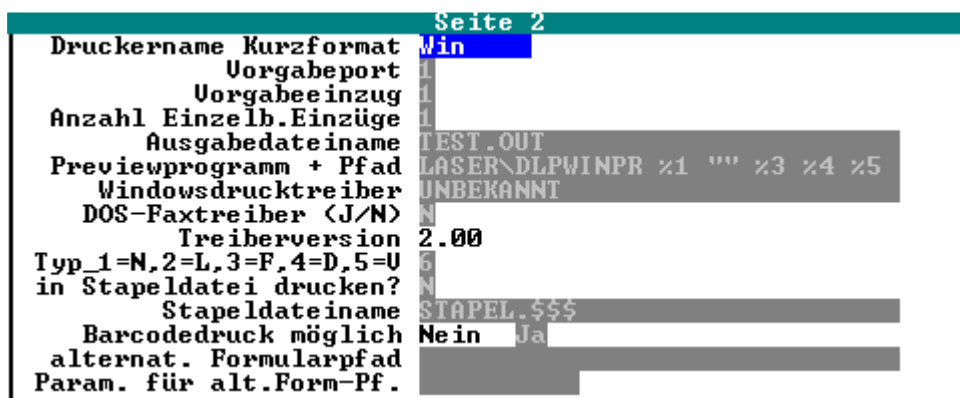 Seite 2
Druckername Kurzformat Win
Vorgabeport 1
Vorgabeeinzug 1
Anzahl Einzelb.Einzüge 1
Ausgabedateiname TEST.OUT
Previewprogramm + Pfad LASER\DLPWINPR %1 "" %3 %4 %5
Windowsdrucktreiber UNBEKANNT
DOS-Faxtreiber (J/N) N
Treiberversion 2.00
Typ_1=N,2=L,3=F,4=D,5=V 6
in Stapeldatei drucken? N
Stapeldateiname STAPEL.$$$
Barcodedruck möglich Nein Ja
alternat. Formularpfad
Param. für alt.Form-Pf.